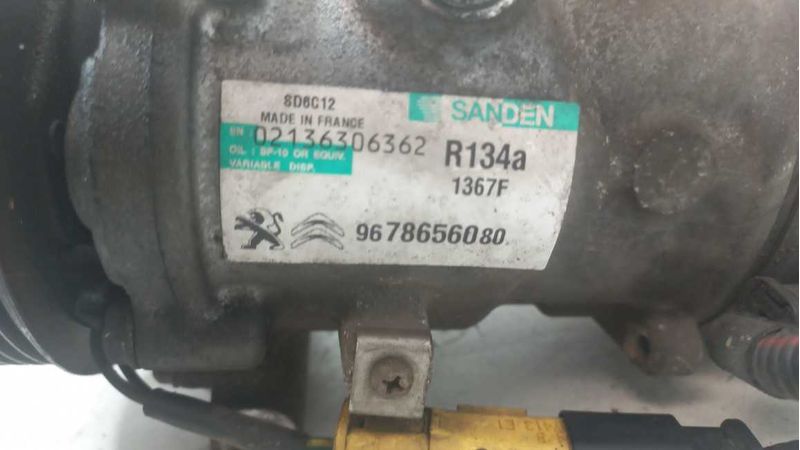 SD6C12
SANDEN
MADE IN FRANCE
SN : 02136306362
OIL : SP-10 OR EQUIV.
VARIABLE DISP.
R134a
1367F
9678656080